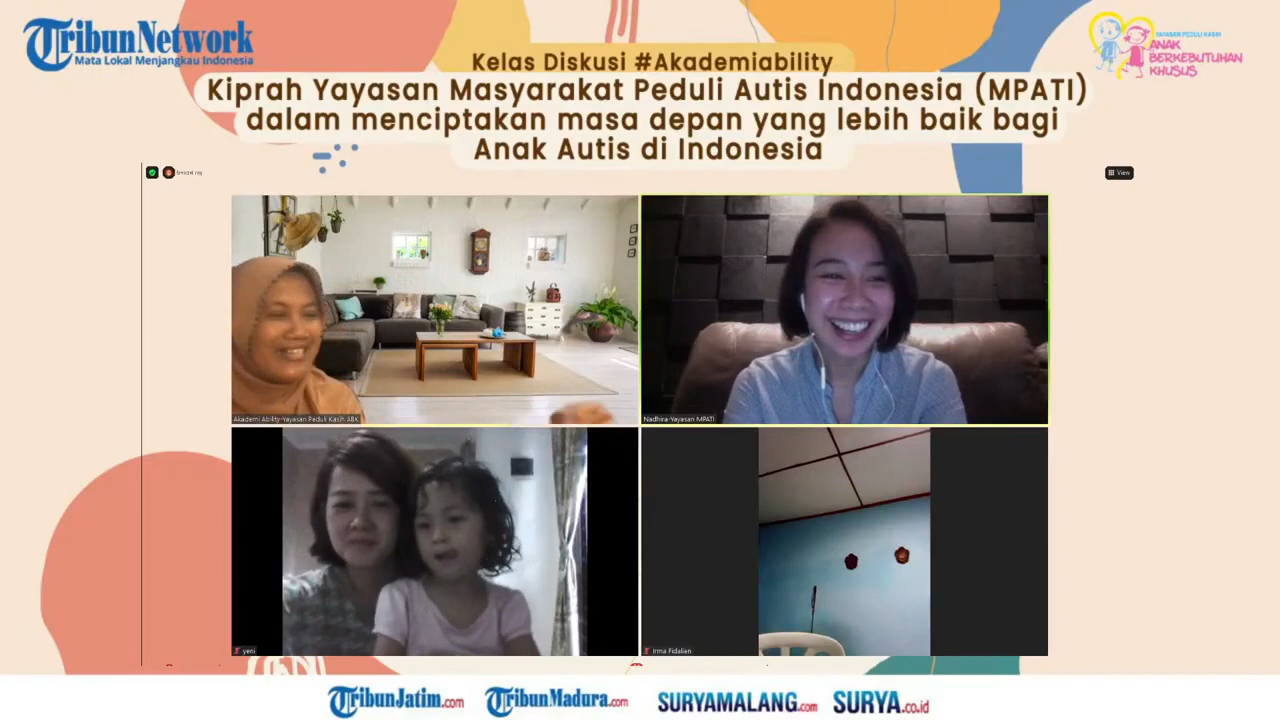 TribunNetwork
Mata Lokal Menjangkau Indonesia
YAYASAN PEDULI KASIH
ANAK
BERKEBUTUHAN
KHUSUS
Kelas Diskusi #Akademiability
Kiprah Yayasan Masyarakat Peduli Autis Indonesia (MPATI)
dalam menciptakan masa depan yang lebih baik bagi
Anak Autis di Indonesia
View
Akademi Ability-Yayasan Peduli Kasih ABK
Nadhira-Yayasan MPATI
yeni
Irma Fidalien
TribunJatim.com
TribunMadura.com
SURYAMALANG.com
SURYA.co.id